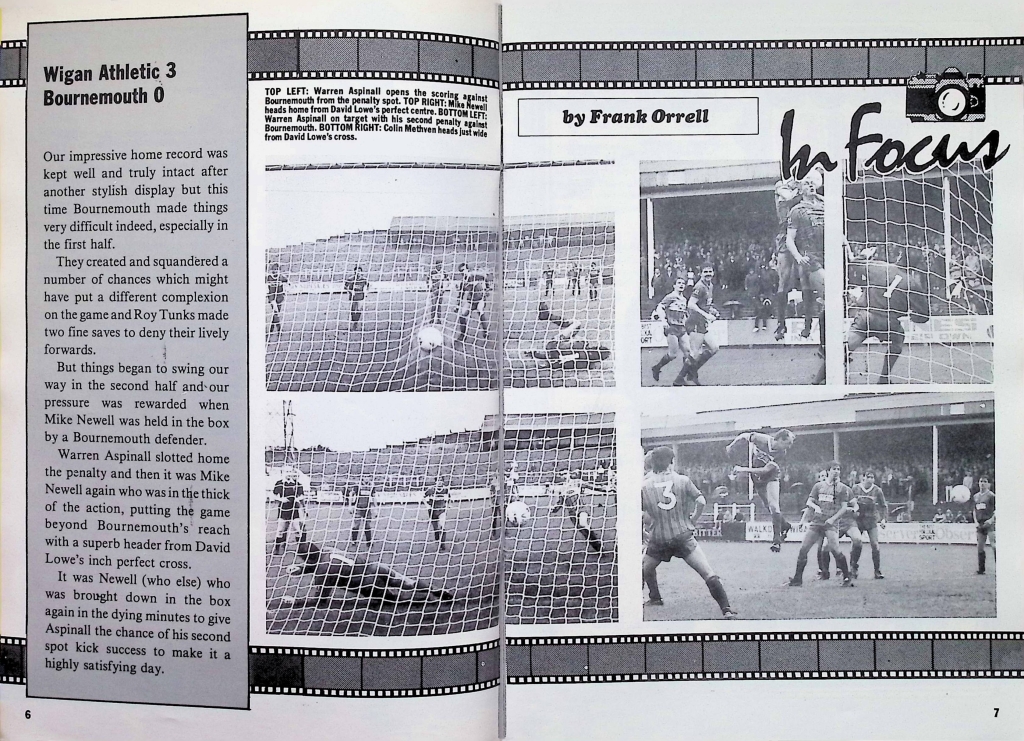 Wigan Athletic 3
Bournemouth 0
Our impressive home record was
kept well and truly intact after
another stylish display but this
time Bournemouth made things
very difficult indeed, especially in
the first half.
They created and squandered a
number of chances which might
have put a different complexion
on the game and Roy Tunks made
two fine saves to deny their lively
forwards.
But things began to swing our
way in the second half and our
pressure was rewarded when
Mike Newell was held in the box
by a Bournemouth defender.
Warren Aspinall slotted home
the penalty and then it was Mike
Newell again who was in the thick
of the action, putting the game
beyond Bournemouth's reach
with a superb header from David
Lowe's inch perfect cross.
It was Newell (who else) who
was brought down in the box
again in the dying minutes to give
Aspinall the chance of his second
spot kick success to make it a
highly satisfying day.
6
TOP LEFT: Warren Aspinall opens the scoring against
Bournemouth from the penalty spot. TOP RIGHT: Mike Newell
heads home from David Lowe's perfect centre. BOTTOM LEFT:
Warren Aspinall on target with his second penalty against
Bournemouth. BOTTOM RIGHT: Colin Methven heads just wide
from David Lowe's cross.
by Frank Orrell
In Focus
1
3
SPORT
7